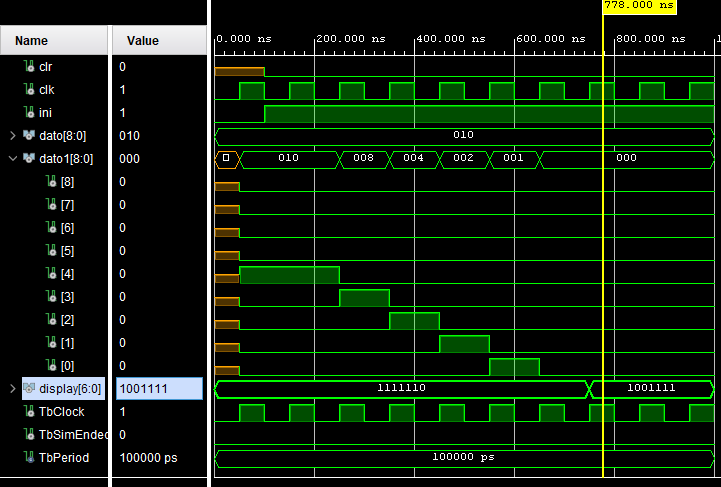 778.000 ns
Name Value 0.000 ns 200.000 ns 400.000 ns 600.000 ns 800.000 ns
clr 0
clk 1
ini 1
dato[8:0] 010 010
dato1[8:0] 000 010 008 004 002 001 000
[8] 0
[7] 0
[6] 0
[5] 0
[4] 0
[3] 0
[2] 0
[1] 0
[0] 0
display[6:0] 1001111 1111110 1001111
TbClock 1
TbSimEnded 0
TbPeriod 100000 ps 100000 ps